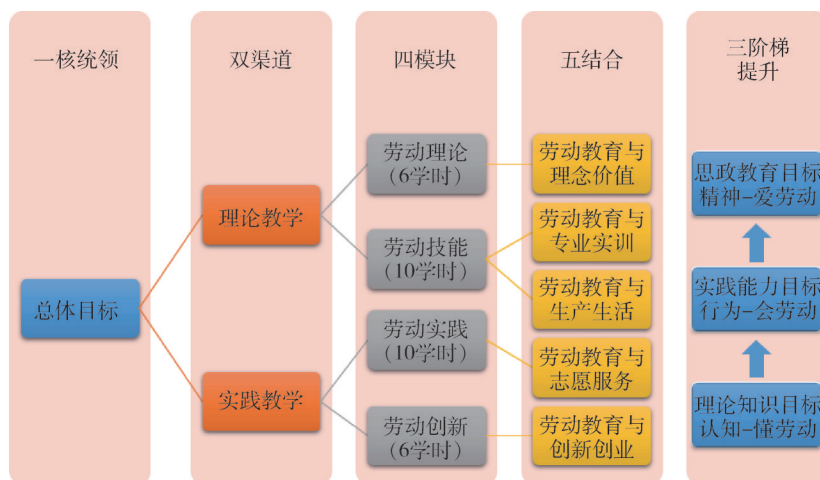 一核统领
双渠道
四模块
五结合
三阶梯
提升
总体目标
理论教学
实践教学
劳动理论
(6学时)
劳动技能
(10学时)
劳动实践
(10学时)
劳动创新
(6学时)
劳动教育与
理念价值
劳动教育与
专业实训
劳动教育与
生产生活
劳动教育与
志愿服务
劳动教育与
创新创业
思政教育目标
精神-爱劳动
实践能力目标
行为-会劳动
理论知识目标
认知-懂劳动